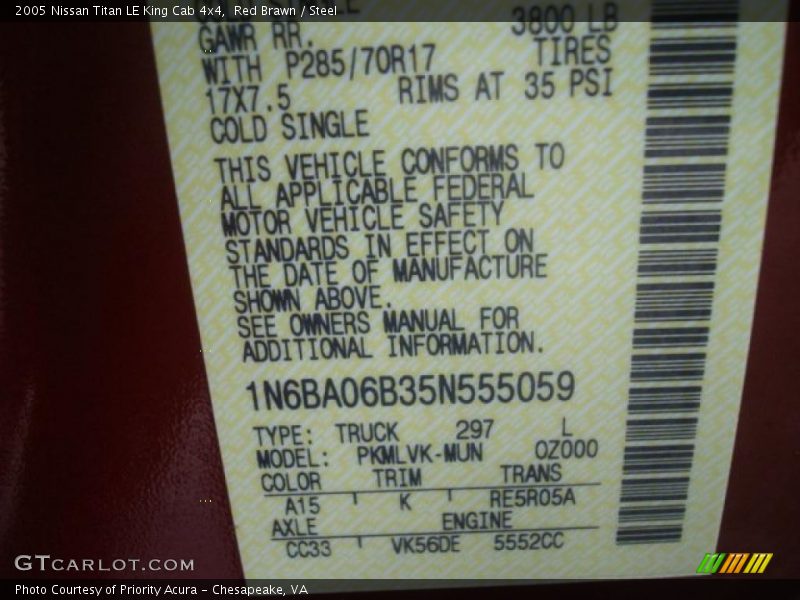 2005 Nissan Titan LE King Cab 4x4, Red Brawn / Steel
GAWR RR. 3800 LB
WITH P285/70R17 TIRES
17X7.5 RIMS AT 35 PSI
COLD SINGLE
THIS VEHICLE CONFORMS TO
ALL APPLICABLE FEDERAL
MOTOR VEHICLE SAFETY
STANDARDS IN EFFECT ON
THE DATE OF MANUFACTURE
SHOWN ABOVE.
SEE OWNERS MANUAL FOR
ADDITIONAL INFORMATION.
1N6BA06B35N555059
TYPE: TRUCK 297 L
MODEL: PKMLVK-MUN OZ000
COLOR TRIM TRANS
A15 K RE5R05A
AXLE ENGINE
CC33 VK56DE 5552CC
GTCARLOT.COM
Photo Courtesy of Priority Acura - Chesapeake, VA